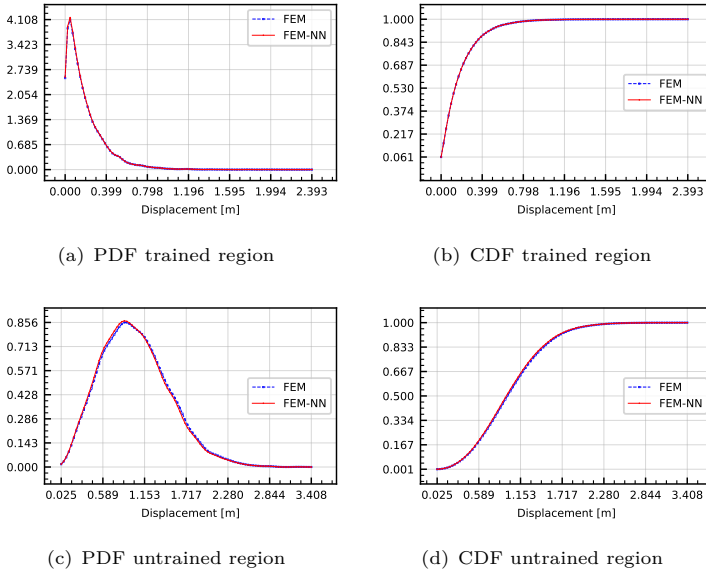 4.108
3.423
2.739
2.054
1.369
0.685
0.000
FEM
FEM-NN
0.000 0.399 0.798 1.196 1.595 1.994 2.393
Displacement [m]
(a) PDF trained region
1.000
0.843
0.687
0.530
0.374
0.217
0.061
FEM
FEM-NN
0.000 0.399 0.798 1.196 1.595 1.994 2.393
Displacement [m]
(b) CDF trained region
0.856
0.713
0.571
0.428
0.286
0.143
0.000
FEM
FEM-NN
0.025 0.589 1.153 1.717 2.280 2.844 3.408
Displacement [m]
(c) PDF untrained region
1.000
0.833
0.667
0.500
0.334
0.167
0.001
FEM
FEM-NN
0.025 0.589 1.153 1.717 2.280 2.844 3.408
Displacement [m]
(d) CDF untrained region